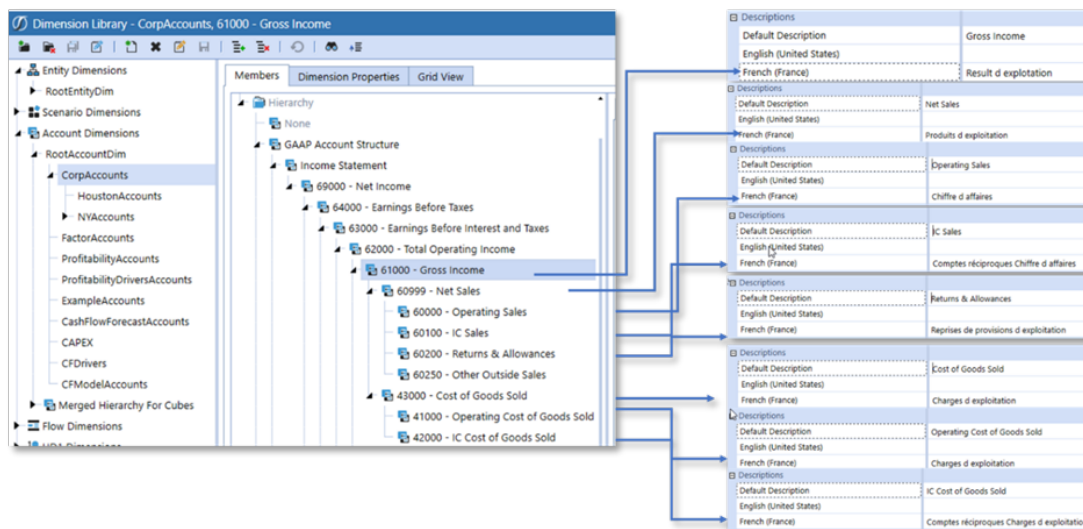 Dimension Library - CorpAccounts, 61000 - Gross Income
Entity Dimensions
RootEntityDim
Scenario Dimensions
Account Dimensions
RootAccountDim
CorpAccounts
HoustonAccounts
NYAccounts
FactorAccounts
ProfitabilityAccounts
ProfitabilityDriversAccounts
ExampleAccounts
CashFlowForecastAccounts
CAPEX
CFDrivers
CFModelAccounts
Merged Hierarchy For Cubes
Flow Dimensions
Members Dimension Properties Grid View
Hierarchy
None
GAAP Account Structure
Income Statement
69000 - Net Income
64000 - Earnings Before Taxes
63000 - Earnings Before Interest and Taxes
62000 - Total Operating Income
61000 - Gross Income
60999 - Net Sales
60000 - Operating Sales
60100 - IC Sales
60200 - Returns & Allowances
60250 - Other Outside Sales
43000 - Cost of Goods Sold
41000 - Operating Cost of Goods Sold
42000 - IC Cost of Goods Sold
Descriptions
Default Description Gross Income
English (United States)
French (France) Result d explotation
Descriptions
Default Description Net Sales
English (United States)
French (France) Produits d exploitation
Descriptions
Default Description Operating Sales
English (United States)
French (France) Chiffre d affaires
Descriptions
Default Description IC Sales
English (United States)
French (France) Comptes réciproques Chiffre d affaires
Descriptions
Default Description Returns & Allowances
English (United States)
French (France) Reprises de provisions d exploitation
Descriptions
Default Description Cost of Goods Sold
English (United States)
French (France) Charges d exploitation
Descriptions
Default Description Operating Cost of Goods Sold
English (United States)
French (France) Charges d exploitation
Descriptions
Default Description IC Cost of Goods Sold
English (United States)
French (France) Comptes réciproques Charges d exploitatio